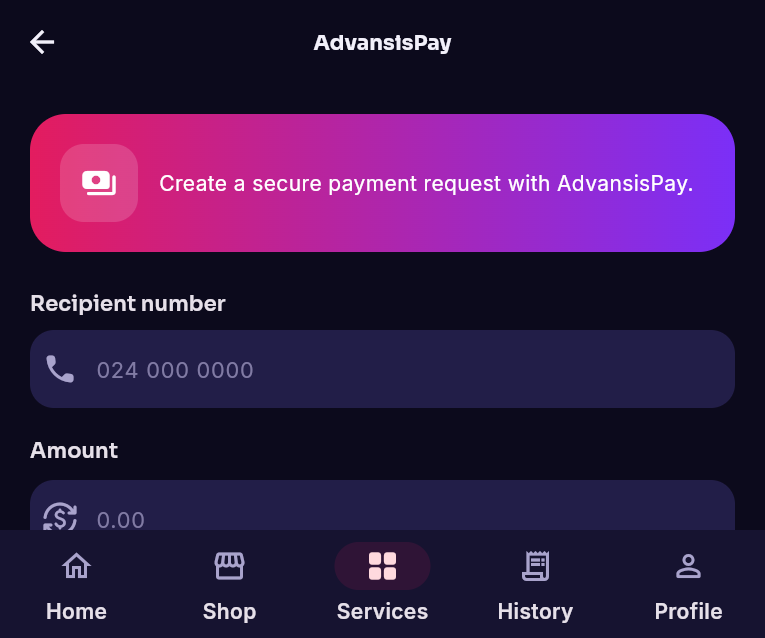 AdvansisPay
Create a secure payment request with AdvansisPay.
Recipient number
024 000 0000
Amount
0.00
Home Shop Services History Profile